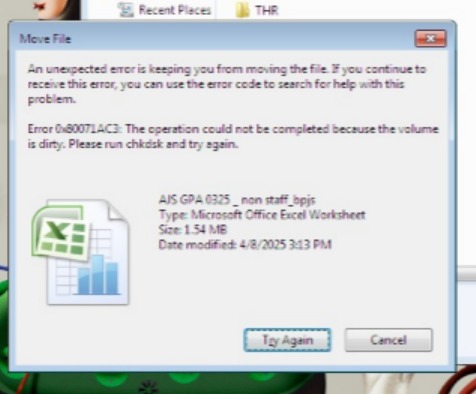 Recent Places
THR
Move File
An unexpected error is keeping you from moving the file. If you continue to
receive this error, you can use the error code to search for help with this
problem.
Error 0x80071AC3: The operation could not be completed because the volume
is dirty. Please run chkdsk and try again.
AJS GPA 0325 _ non staff_bpjs
Type: Microsoft Office Excel Worksheet
Size: 1.54 MB
Date modified: 4/8/2025 3:13 PM
Try Again
Cancel